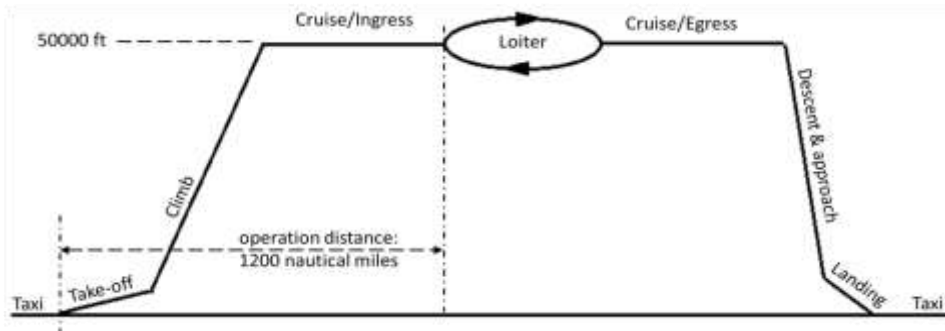 Cruise/Ingress
Cruise/Egress
50000 ft
Loiter
Climb
Descent & approach
operation distance:
1200 nautical miles
Take-off
Landing
Taxi
Taxi